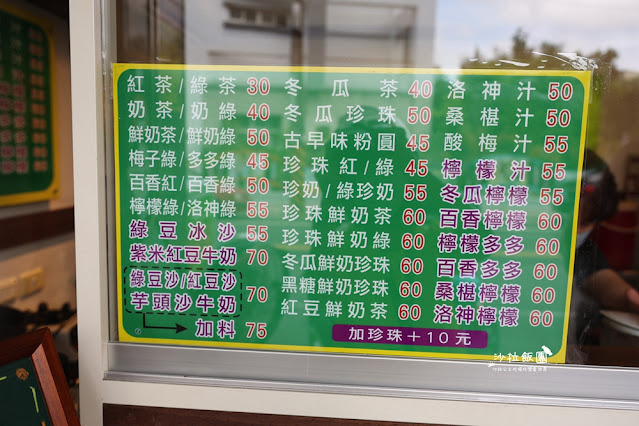 紅茶/綠茶 30
奶茶/奶綠 40
鮮奶茶/鮮奶綠 50
梅子綠/多多綠 45
百香紅/百香綠 50
檸檬綠/洛神綠 55
綠豆冰沙 55
紫米紅豆牛奶 70
綠豆沙/紅豆沙
芋頭沙牛奶 70
加料 75
冬瓜茶 40
冬瓜珍珠 45
古早味粉圓 45
珍珠紅/綠 45
珍奶/綠珍奶 55
珍珠鮮奶茶 60
珍珠鮮奶綠 60
冬瓜鮮奶珍珠 60
黑糖鮮奶珍珠 60
紅豆鮮奶茶 60
洛神汁 50
桑椹汁 50
酸梅汁 55
檸檬汁 55
冬瓜檸檬 55
百香檸檬 60
檸檬多多 60
百香多多 60
桑椹檸檬 60
洛神檸檬 60
加珍珠+10元
沙拉飯團